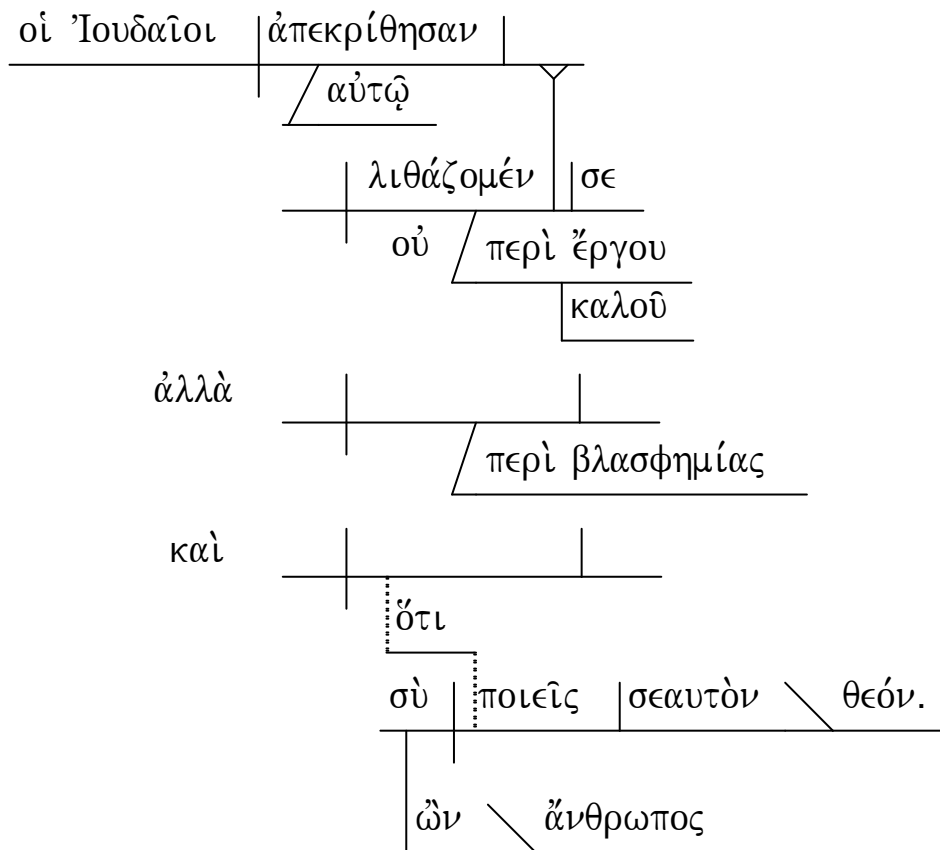 οἱ Ἰουδαῖοι ἀπεκρίθησαν
αὐτῷ
λιθάζομέν σε
οὐ περὶ ἔργου
καλοῦ
ἀλλὰ
περὶ βλασφημίας
καὶ
ὅτι
σὺ ποιεῖς σεαυτὸν θεόν.
ὢν ἄνθρωπος